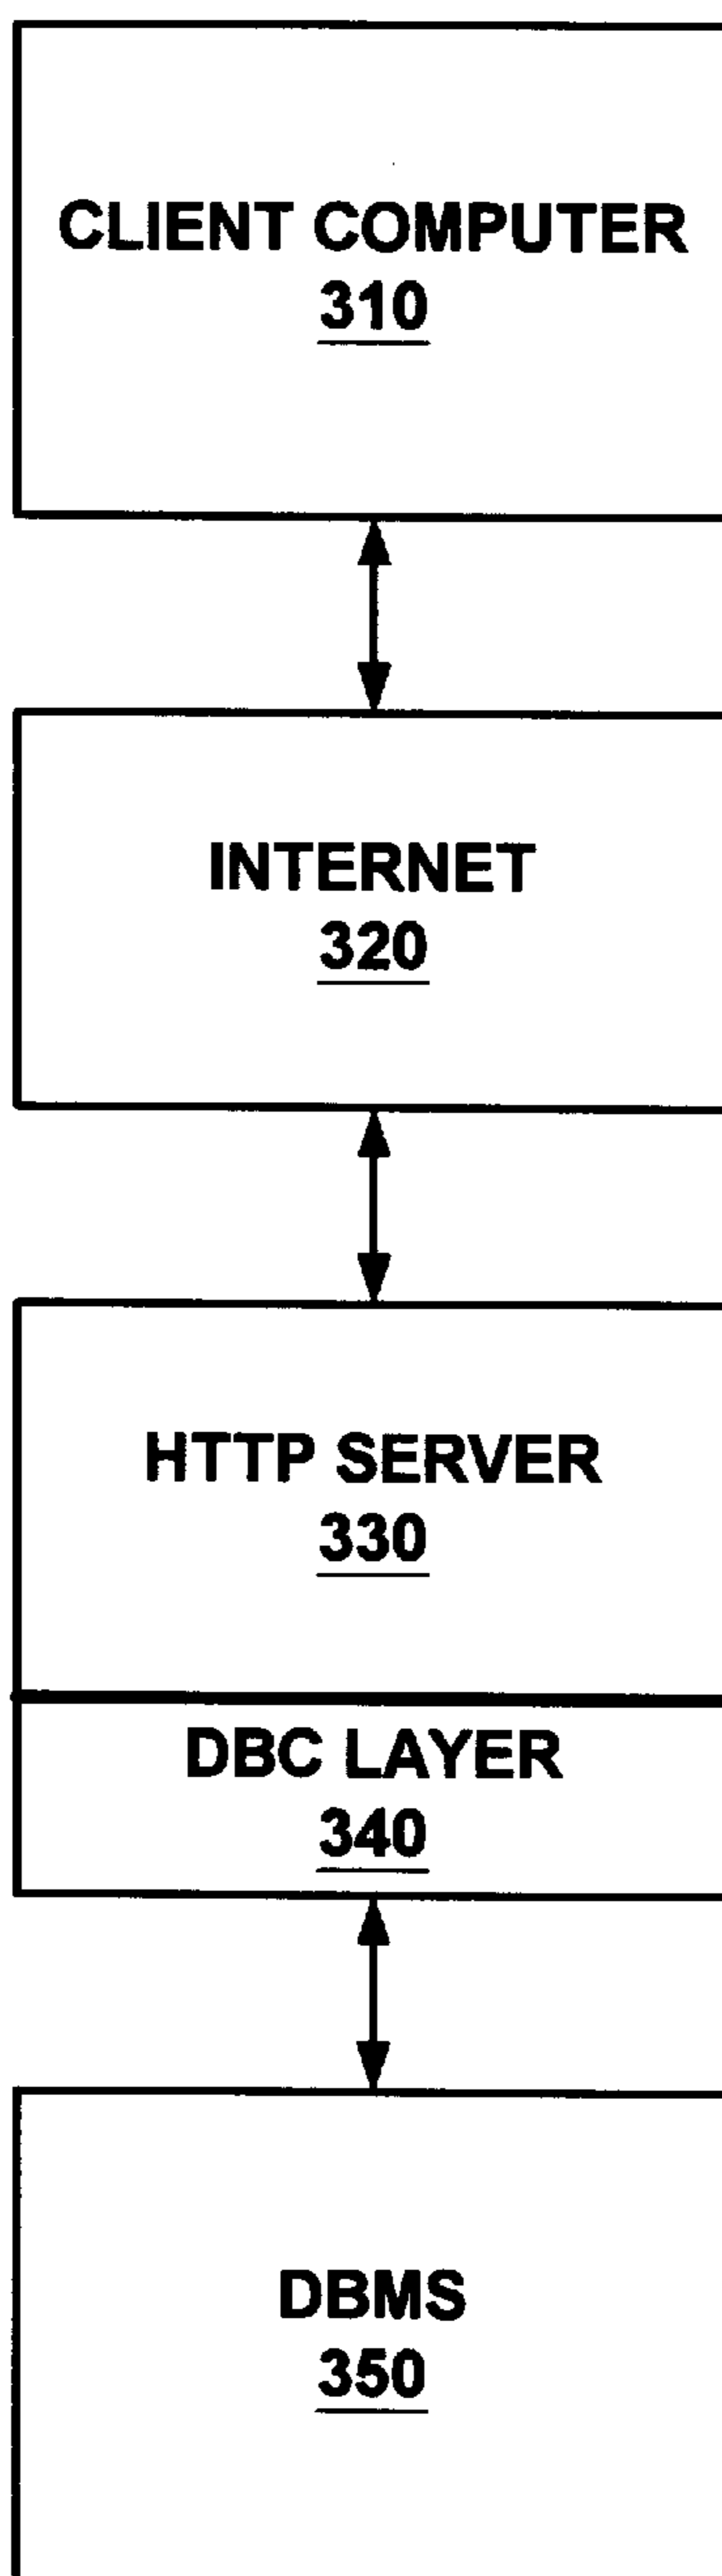 CLIENT COMPUTER
310
INTERNET
320
HTTP SERVER
330
DBC LAYER
340
DBMS
350